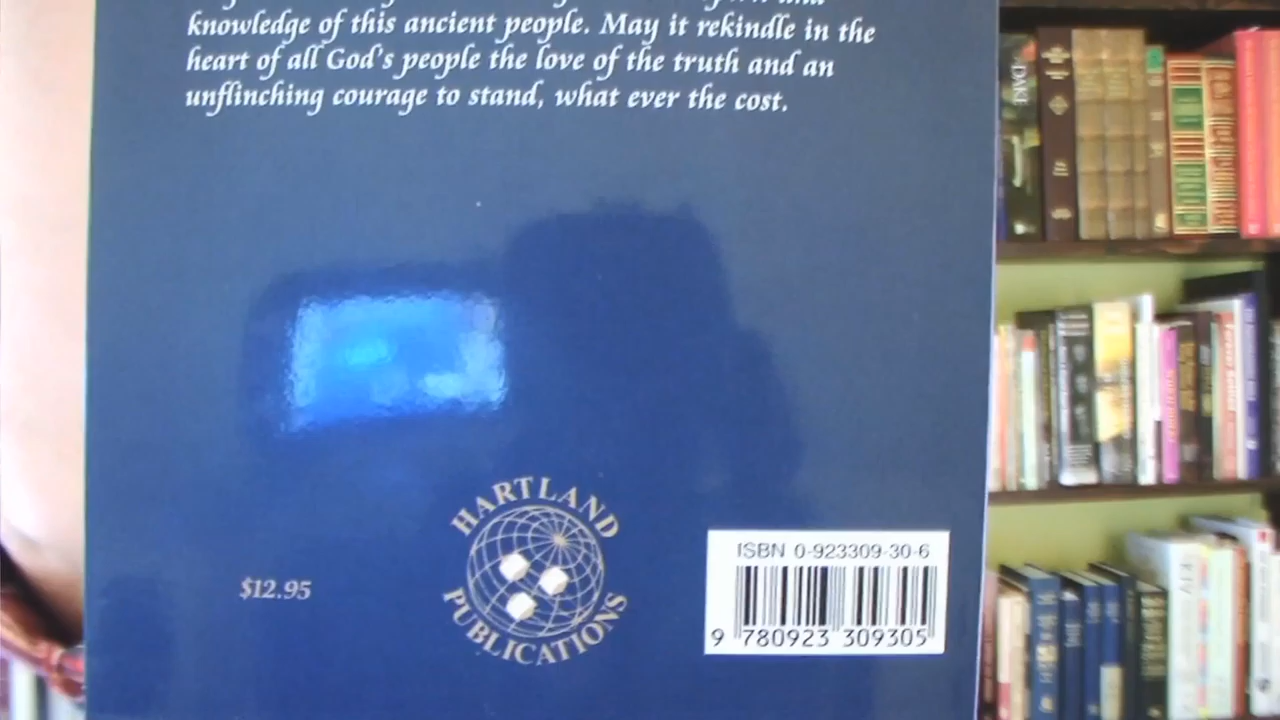 knowledge of this ancient people. May it rekindle in the
heart of all God's people the love of the truth and an
unflinching courage to stand, what ever the cost.
HARTLAND
PUBLICATIONS
$12.95
ISBN 0-923309-30-6
9 780923 309305
DAKE